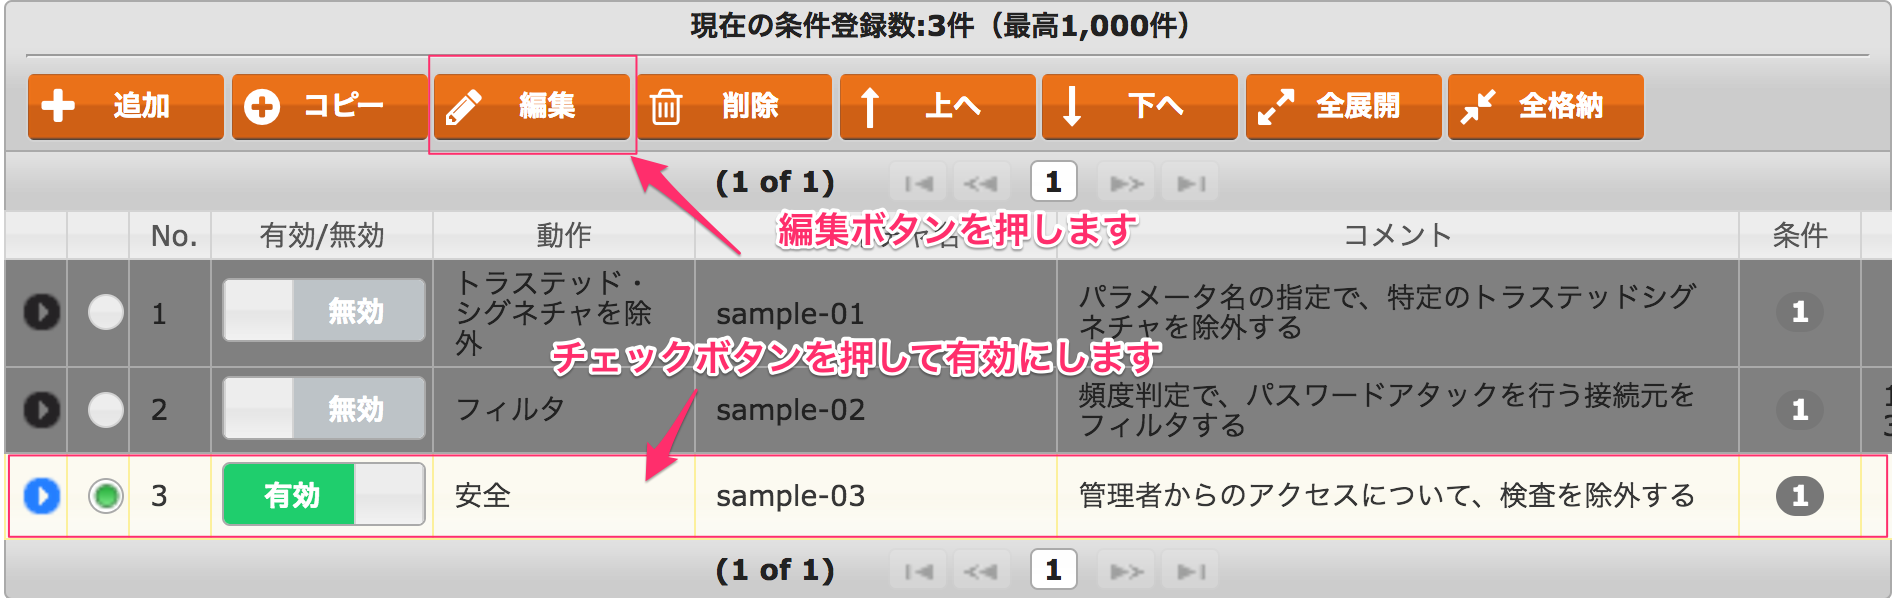 現在の条件登録数:3件（最高1,000件）
追加 コピー 編集 削除 上へ 下へ 全展開 全格納
(1 of 1) 1
編集ボタンを押します
No. 有効/無効 動作 コメント 条件
1 無効 トラステッド・
シグネチャを除
外
sample-01
パラメータ名の指定で、特定のトラステッドシグ
ネチャを除外する
1
チェックボタンを押して有効にします
2 無効 フィルタ sample-02
頻度判定で、パスワードアタックを行う接続元を
フィルタする
1
3 有効 安全 sample-03 管理者からのアクセスについて、検査を除外する 1
(1 of 1) 1